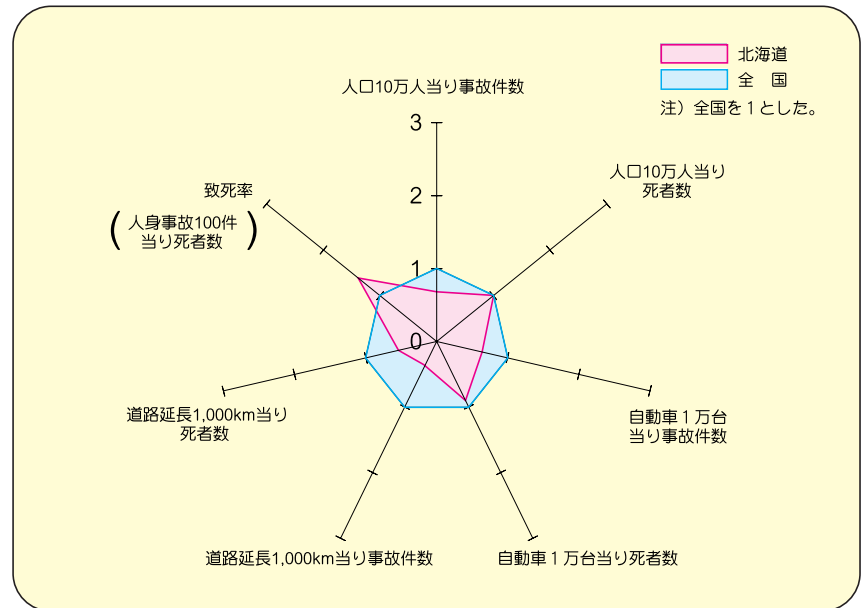 北海道
全　国
注）全国を１とした。
人口10万人当り事故件数
3
2
1
0
人口10万人当り
死者数
自動車１万台
当り事故件数
自動車１万台当り死者数
道路延長1,000km当り事故件数
道路延長1,000km当り
死者数
致死率
（人身事故100件
当り死者数）